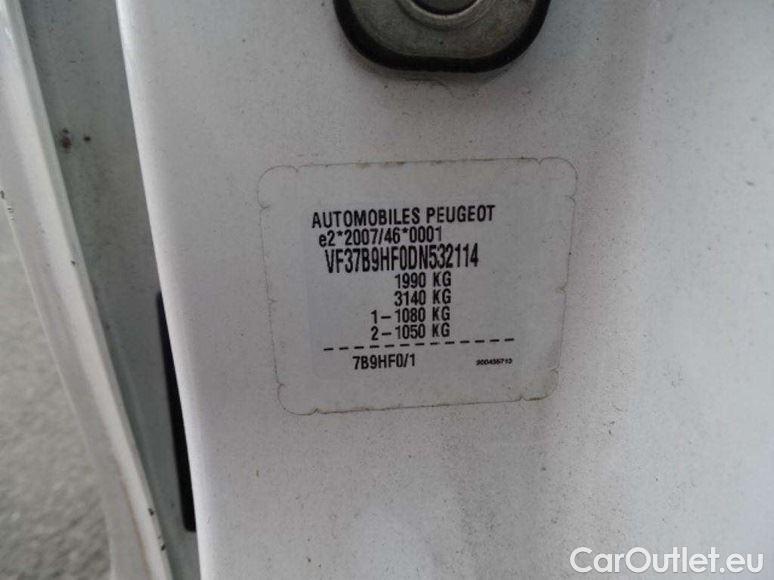 AUTOMOBILES PEUGEOT
e2*2007/46*0001
VF37B9HF0DN532114
1990 KG
3140 KG
1-1080 KG
2-1050 KG
7B9HF0/1
CarOutlet.eu